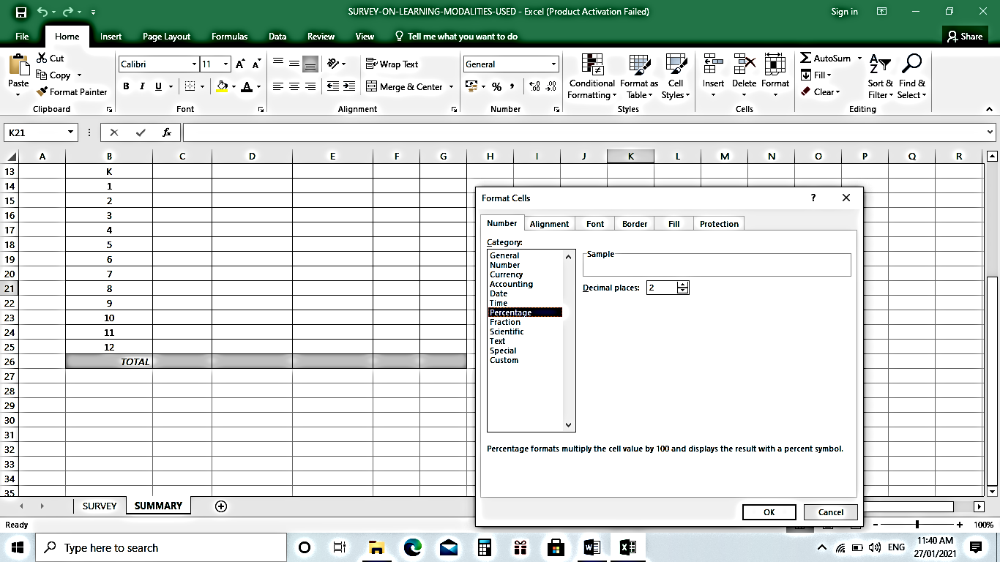 SURVEY-ON-LEARNING-MODALITIES-USED - Excel (Product Activation Failed)
Sign in
File Home Insert Page Layout Formulas Data Review View Tell me what you want to do Share
Paste
Cut
Copy
Format Painter
Clipboard
Calibri 11
B I U
Font
Wrap Text
Merge & Center
Alignment
General
%
Number
Conditional Formatting
Format as Table
Cell Styles
Styles
Insert Delete Format
Cells
AutoSum
Fill
Clear
Sort & Filter
Find & Select
Editing
K21
fx
A B C D E F G H I J K L M N O P Q R
13 K
14 1
15 2
16 3
17 4
18 5
19 6
20 7
21 8
22 9
23 10
24 11
25 12
26 TOTAL
27
28
29
30
31
32
33
34
35
Format Cells ?
Number Alignment Font Border Fill Protection
Category:
General
Number
Currency
Accounting
Date
Time
Percentage
Fraction
Scientific
Text
Special
Custom
Sample
Decimal places: 2
Percentage formats multiply the cell value by 100 and displays the result with a percent symbol.
OK Cancel
SURVEY SUMMARY
Ready
100%
Type here to search
ENG
11:40 AM
27/01/2021